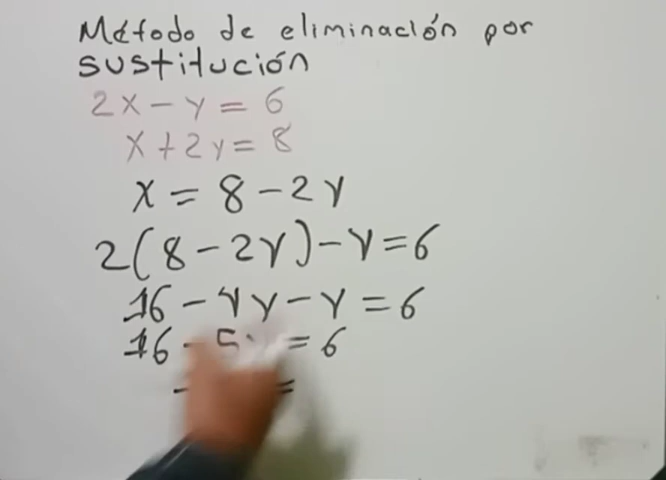 Método de eliminación por
sustitución
2x - y = 6
x + 2y = 8
x = 8 - 2y
2(8 - 2y) - y = 6
16 - 4y - y = 6
16 - 5y = 6
- =